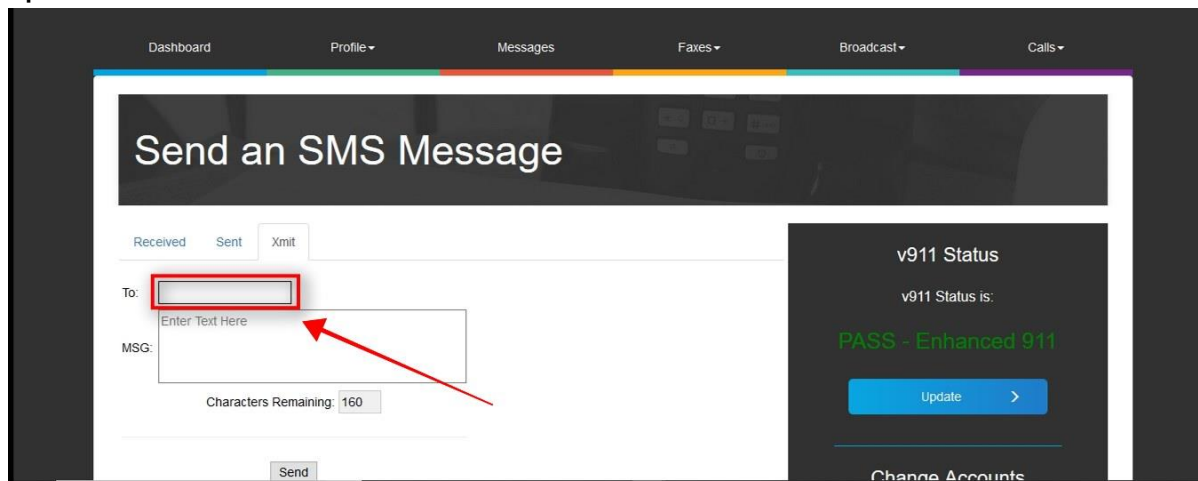 Dashboard Profile Messages Faxes Broadcast Calls
Send an SMS Message
Received Sent Xmit
To:
Enter Text Here
MSG:
Characters Remaining: 160
Send
v911 Status
v911 Status is:
PASS - Enhanced 911
Update >
Change Accounts